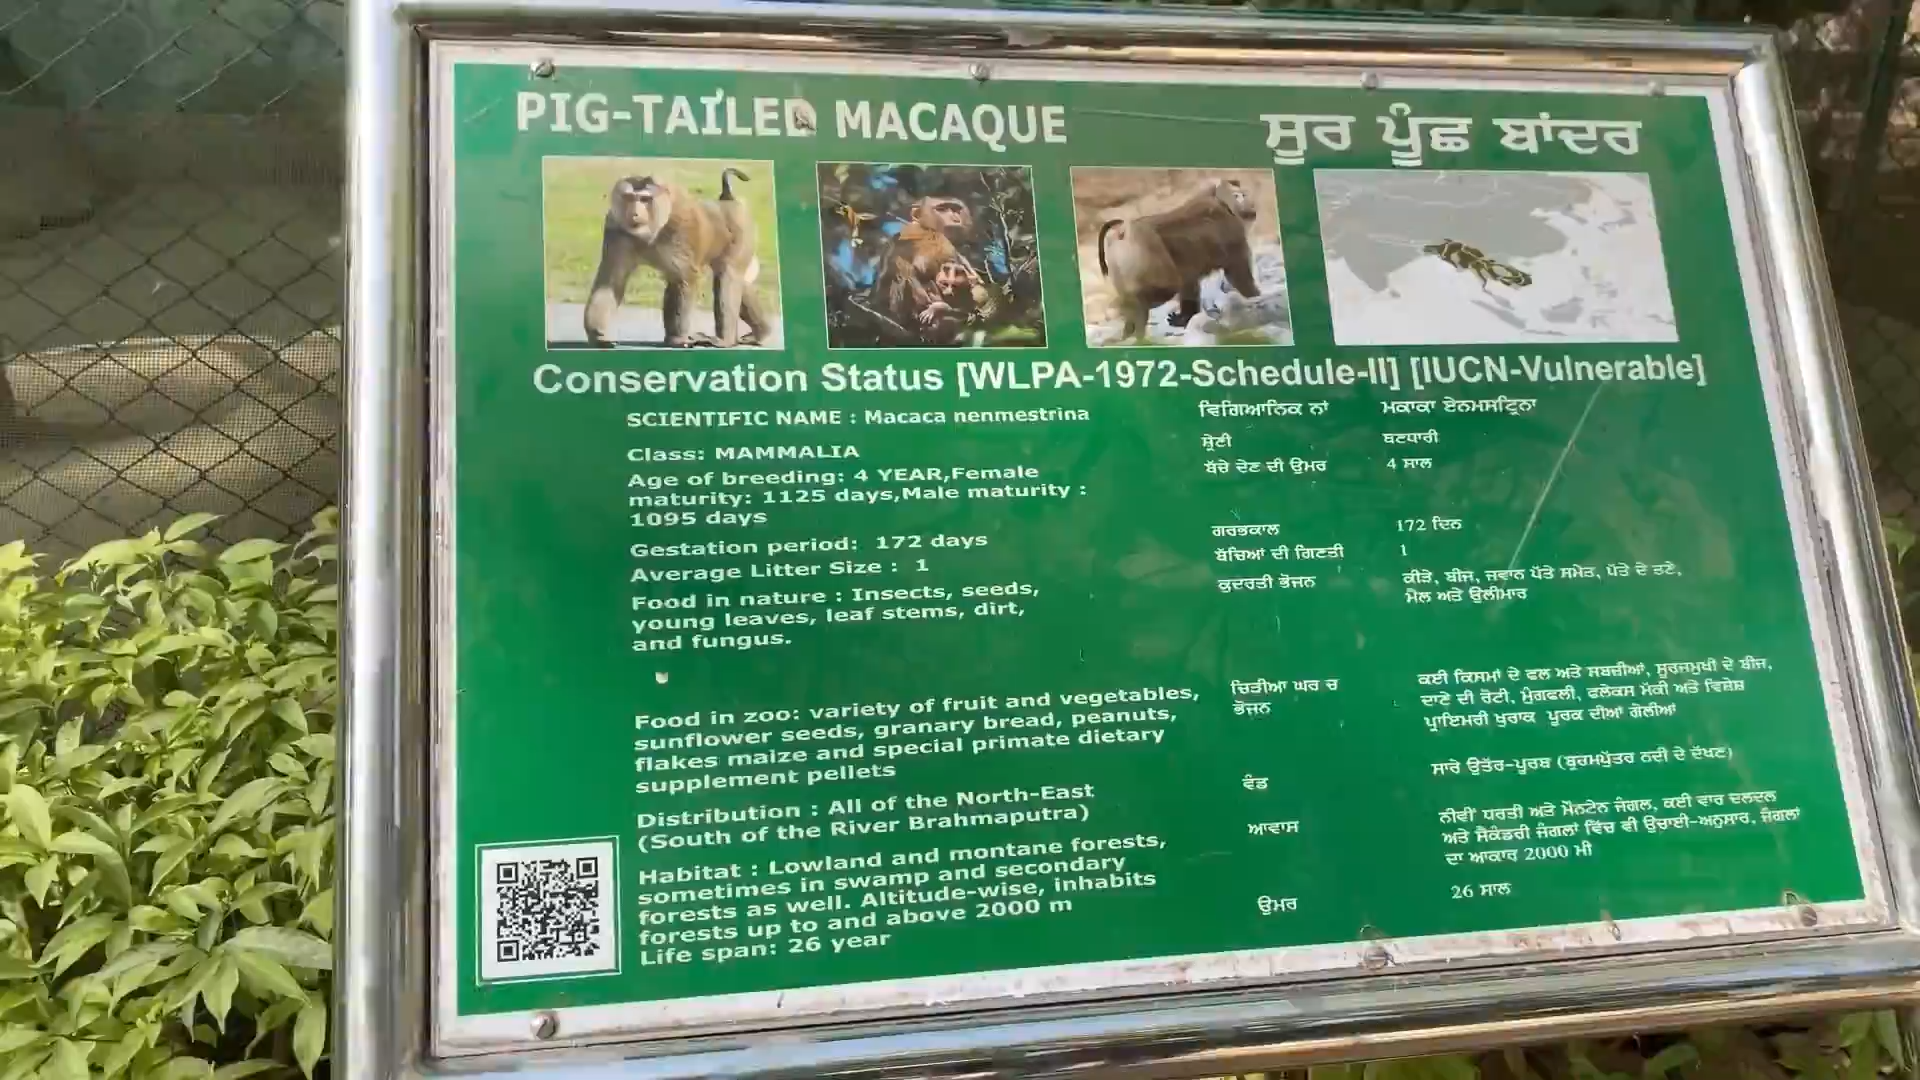 PIG-TAILED MACAQUE
ਸੂਰ ਪੂੰਛ ਬਾਂਦਰ
Conservation Status [WLPA-1972-Schedule-II] [IUCN-Vulnerable]
SCIENTIFIC NAME : Macaca nenmestrina
Class: MAMMALIA
Age of breeding: 4 YEAR,Female
maturity: 1125 days,Male maturity :
1095 days
Gestation period: 172 days
Average Litter Size : 1
Food in nature : Insects, seeds,
young leaves, leaf stems, dirt,
and fungus.
Food in zoo: variety of fruit and vegetables,
sunflower seeds, granary bread, peanuts,
flakes maize and special primate dietary
supplement pellets
Distribution : All of the North-East
(South of the River Brahmaputra)
Habitat : Lowland and montane forests,
sometimes in swamp and secondary
forests as well. Altitude-wise, inhabits
forests up to and above 2000 m
Life span: 26 year
ਵਿਗਿਆਨਿਕ ਨਾਂ ਮਕਾਕਾ ਏਨਮਸਟ੍ਰਿਨਾ
ਸ਼੍ਰੇਣੀ ਥਣਧਾਰੀ
ਬੱਚੇ ਦੇਣ ਦੀ ਉਮਰ 4 ਸਾਲ
ਗਰਭਕਾਲ 172 ਦਿਨ
ਬੱਚਿਆਂ ਦੀ ਗਿਣਤੀ 1
ਕੁਦਰਤੀ ਭੋਜਨ ਕੀੜੇ, ਬੀਜ, ਜਵਾਨ ਪੱਤੇ ਸਮੇਤ, ਪੱਤੇ ਦੇ ਤਣੇ,
ਮੈਲ ਅਤੇ ਉਲੀਮਾਰ
ਚਿੜੀਆ ਘਰ ਚ ਭੋਜਨ
ਕਈ ਕਿਸਮਾਂ ਦੇ ਫਲ ਅਤੇ ਸਬਜ਼ੀਆਂ, ਸੂਰਜਮੁਖੀ ਦੇ ਬੀਜ,
ਦਾਣੇ ਦੀ ਰੋਟੀ, ਮੂੰਗਫਲੀ, ਫਲੇਕਸ ਮੱਕੀ ਅਤੇ ਵਿਸ਼ੇਸ਼
ਪ੍ਰਾਇਮਰੀ ਖੁਰਾਕ ਪੂਰਕ ਦੀਆਂ ਗੋਲੀਆਂ
ਵੰਡ ਸਾਰੇ ਉੱਤਰ-ਪੂਰਬ (ਬ੍ਰਹਮਪੁੱਤਰ ਨਦੀ ਦੇ ਦੱਖਣ)
ਆਵਾਸ ਨੀਵੀਂ ਧਰਤੀ ਅਤੇ ਮੌਨਟੇਨ ਜੰਗਲ, ਕਈ ਵਾਰ ਦਲਦਲ
ਅਤੇ ਸੈਕੰਡਰੀ ਜੰਗਲਾਂ ਵਿੱਚ ਵੀ ਉਚਾਈ-ਅਨੁਸਾਰ, ਜੰਗਲਾਂ
ਦਾ ਆਕਾਰ 2000 ਮੀ
ਉਮਰ 26 ਸਾਲ